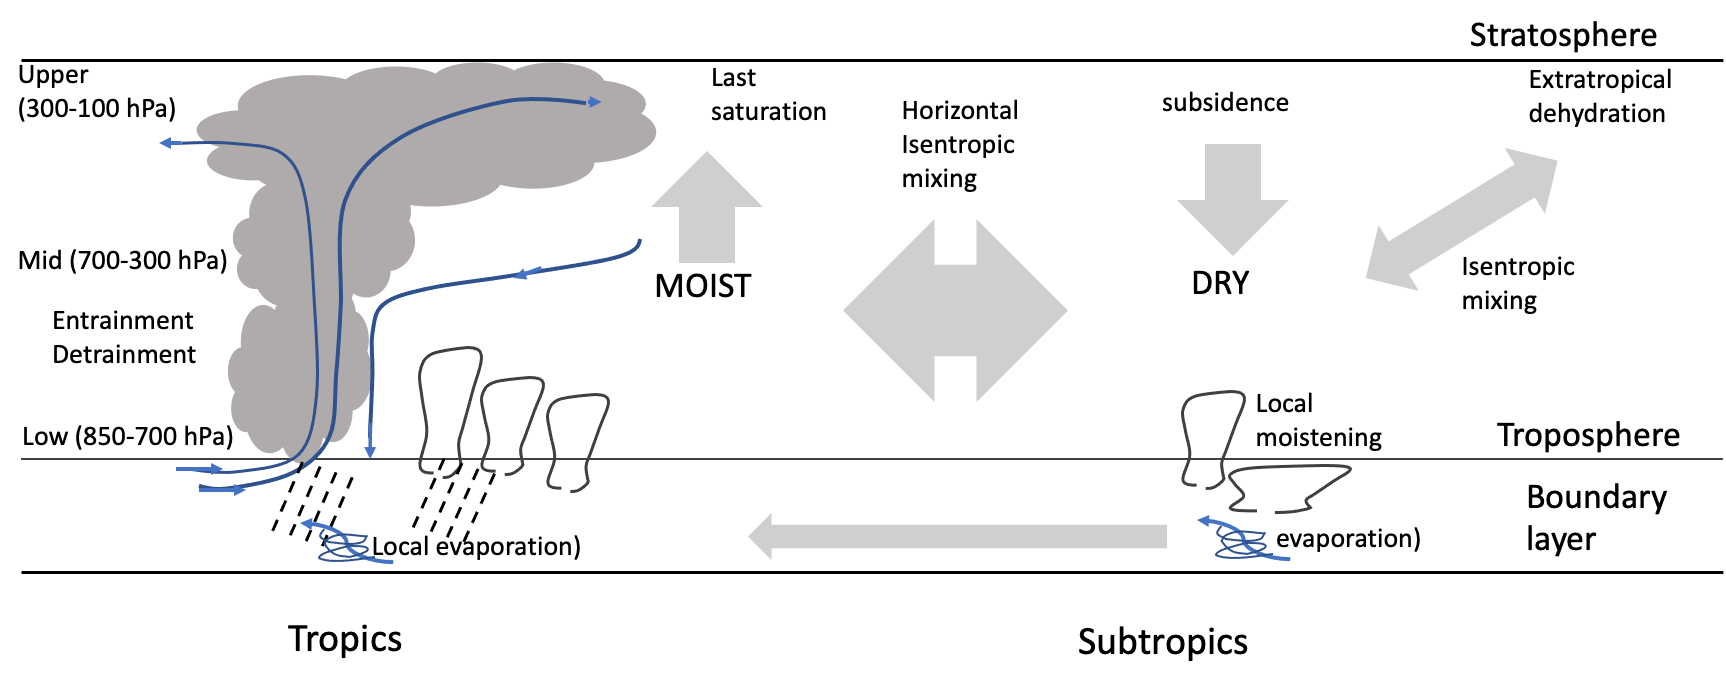 Stratosphere
Upper
(300-100 hPa)
Last
saturation
Horizontal
Isentropic
mixing
subsidence
Extratropical
dehydration
Mid (700-300 hPa)
MOIST
DRY
Isentropic
mixing
Entrainment
Detrainment
Low (850-700 hPa)
Local
moistening
Troposphere
Boundary
layer
Local evaporation)
evaporation)
Tropics
Subtropics